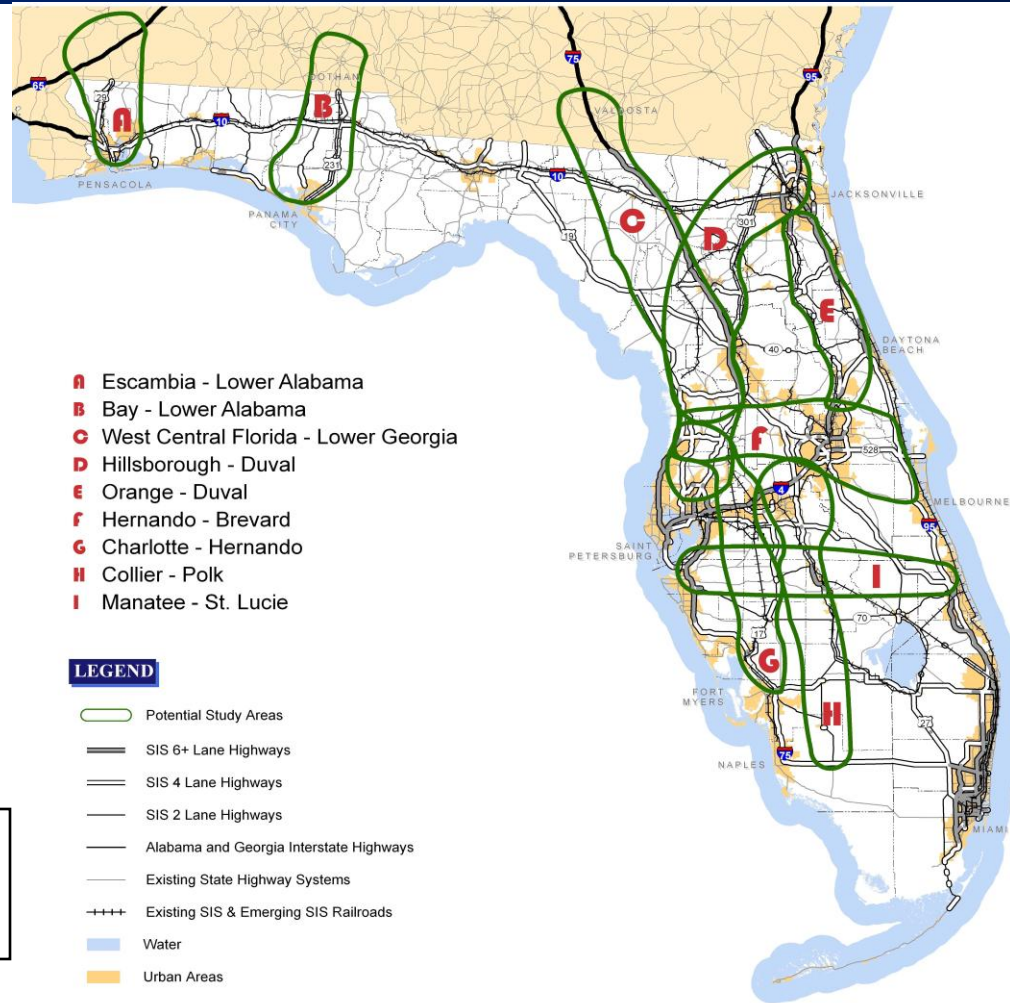 65
29
A
PENSACOLA
10
DOTHAN
B
231
PANAMA
CITY
75
VALDOSTA
95
10
19
C
D
301
JACKSONVILLE
E
40
DAYTONA
BEACH
F
528
4
MELBOURNE
95
SAINT
PETERSBURG
I
70
17
G
FORT
MYERS
H
27
75
NAPLES
MIAMI
A Escambia - Lower Alabama
B Bay - Lower Alabama
C West Central Florida - Lower Georgia
D Hillsborough - Duval
E Orange - Duval
F Hernando - Brevard
G Charlotte - Hernando
H Collier - Polk
I Manatee - St. Lucie
LEGEND
Potential Study Areas
SIS 6+ Lane Highways
SIS 4 Lane Highways
SIS 2 Lane Highways
Alabama and Georgia Interstate Highways
Existing State Highway Systems
Existing SIS & Emerging SIS Railroads
Water
Urban Areas